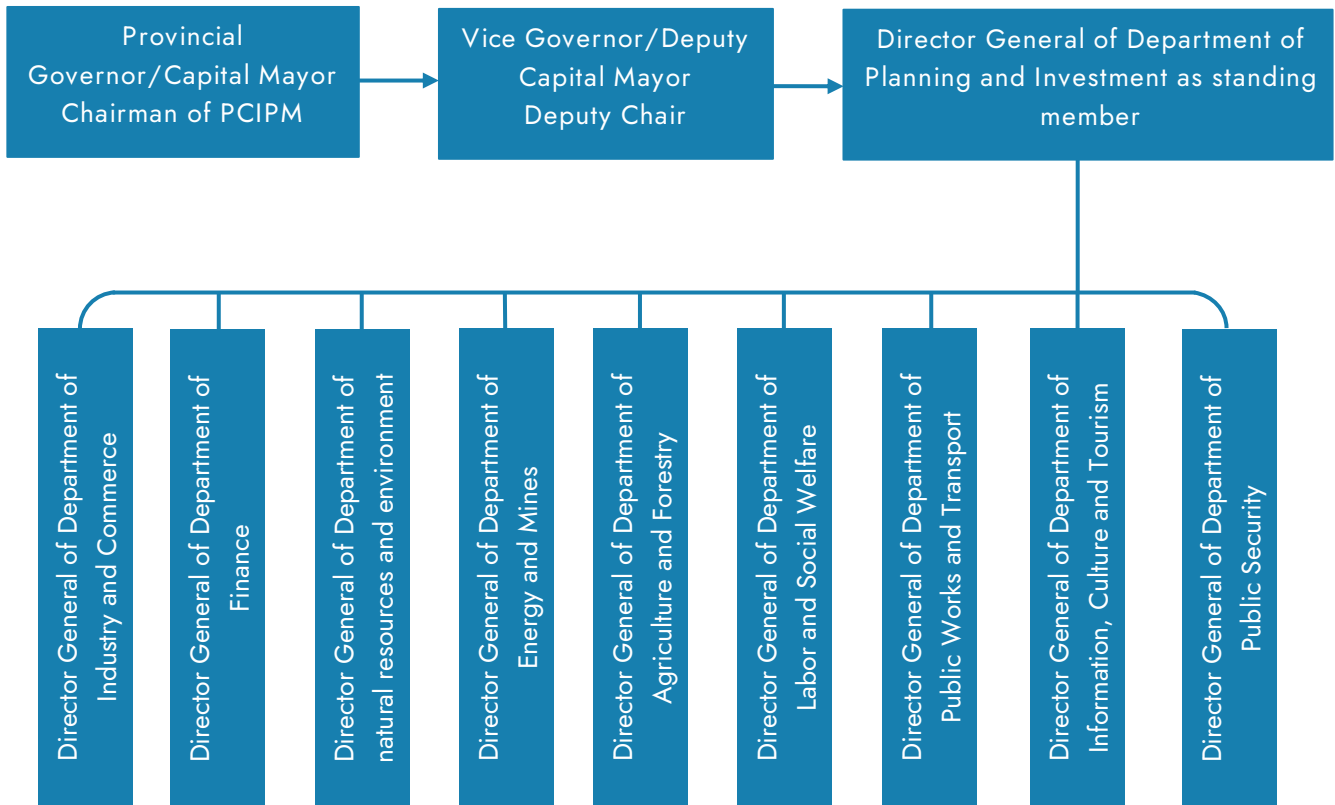 Provincial
Governor/Capital Mayor
Chairman of PCIPM
Vice Governor/Deputy
Capital Mayor
Deputy Chair
Director General of Department of
Planning and Investment as standing
member
Director General of Department of
Industry and Commerce
Director General of Department of
Finance
Director General of Department of
natural resources and environment
Director General of Department of
Energy and Mines
Director General of Department of
Agriculture and Forestry
Director General of Department of
Labor and Social Welfare
Director General of Department of
Public Works and Transport
Director General of Department of
Information, Culture and Tourism
Director General of Department of
Public Security